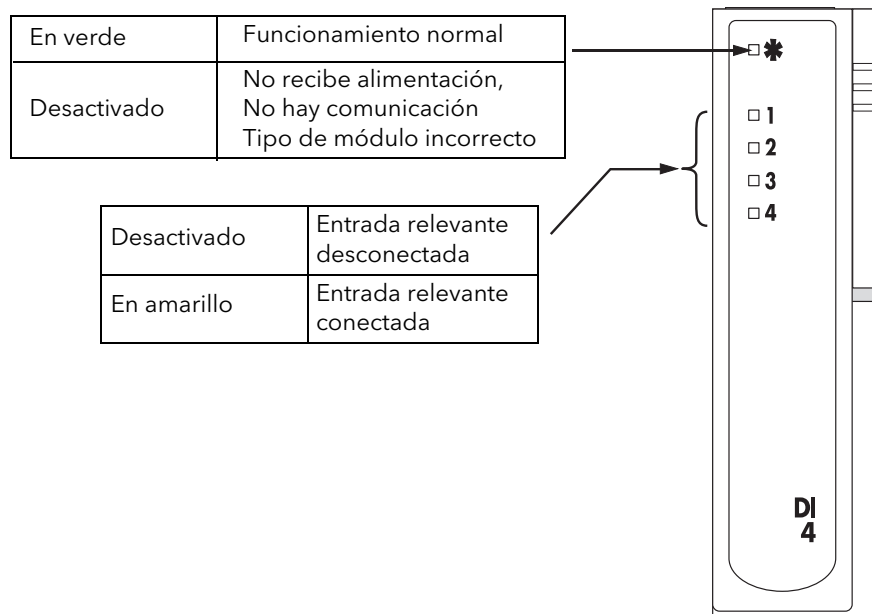 En verde
Funcionamiento normal
Desactivado
No recibe alimentación,
No hay comunicación
Tipo de módulo incorrecto
✱
1
2
3
4
Desactivado
Entrada relevante
desconectada
En amarillo
Entrada relevante
conectada
DI
4